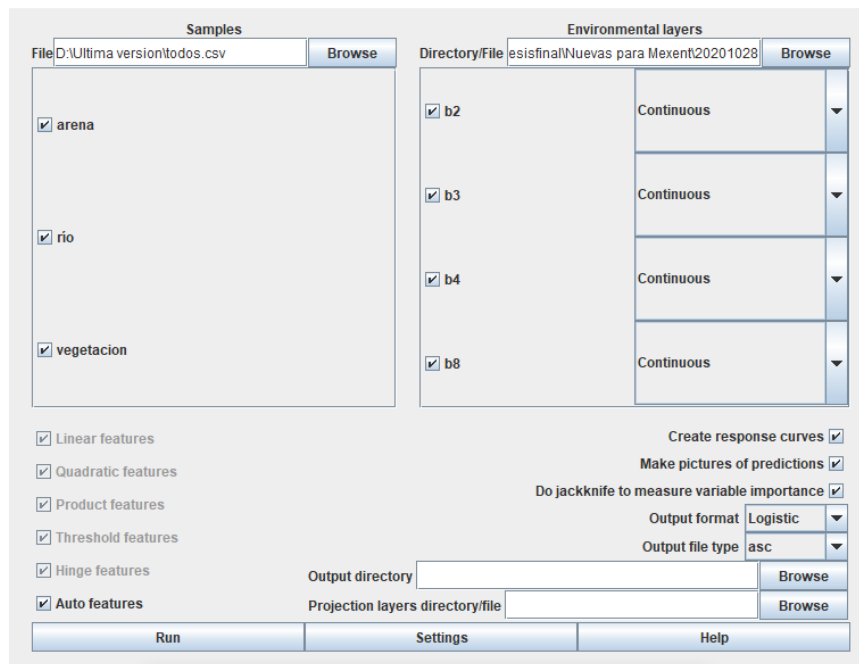 Samples
Environmental layers
File D:\Ultima version\todos.csv Browse
Directory/File esisfinal\Nuevas para Mexent\20201028 Browse
arena
río
vegetacion
b2 Continuous
b3 Continuous
b4 Continuous
b8 Continuous
Linear features
Quadratic features
Product features
Threshold features
Hinge features
Auto features
Create response curves
Make pictures of predictions
Do jackknife to measure variable importance
Output format Logistic
Output file type asc
Output directory Browse
Projection layers directory/file Browse
Run Settings Help